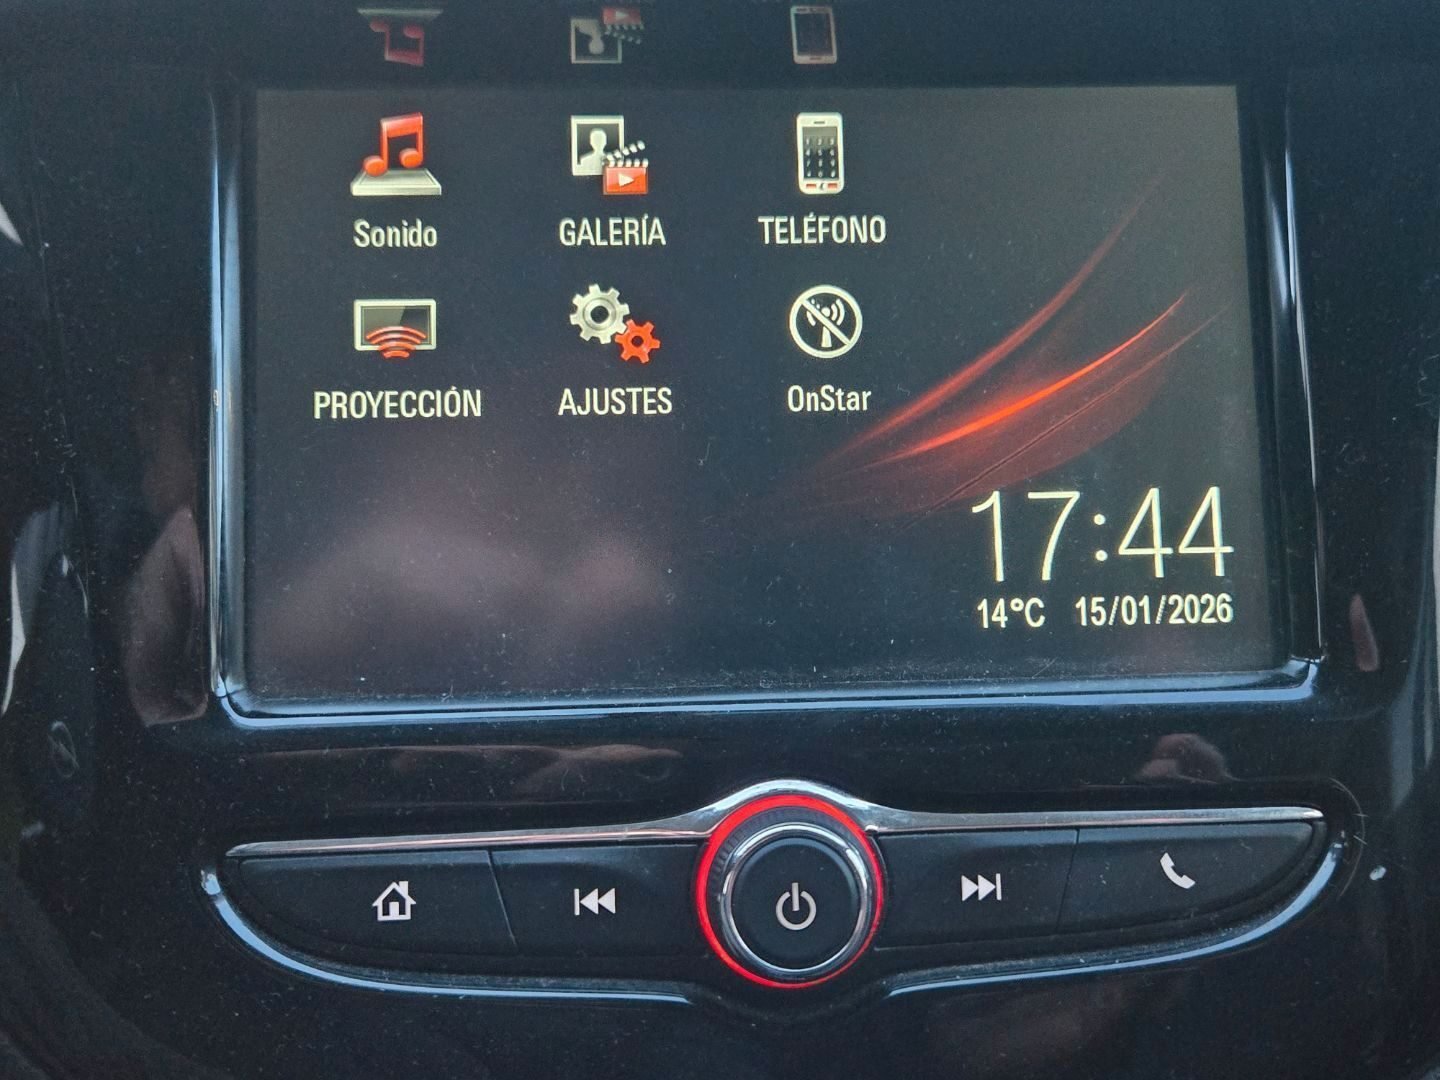 Sonido GALERÍA TELÉFONO
PROYECCIÓN AJUSTES OnStar
17:44
14°C 15/01/2026